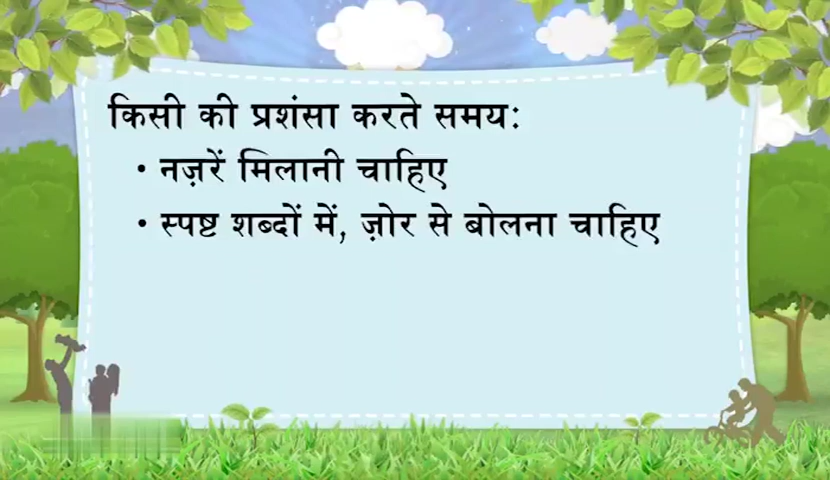 किसी की प्रशंसा करते समय:
• नज़रें मिलानी चाहिए
• स्पष्ट शब्दों में, ज़ोर से बोलना चाहिए